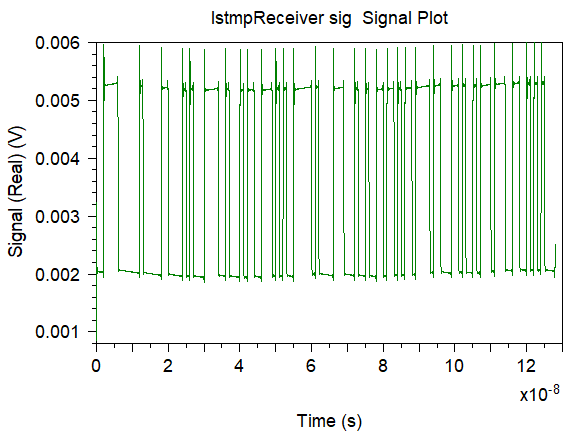 lstmpReceiver sig  Signal Plot
0.006
0.005
0.004
0.003
0.002
0.001
Signal (Real) (V)
0 2 4 6 8 10 12
x10-8
Time (s)